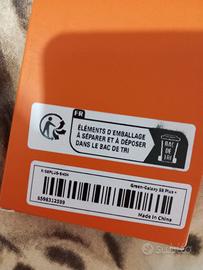 FR
ÉLÉMENTS D'EMBALLAGE
À SÉPARER ET À DÉPOSER
DANS LE BAC DE TRI
BAC
DE
TRI
Green-Galaxy S8 Plus +
Made In China
Subito